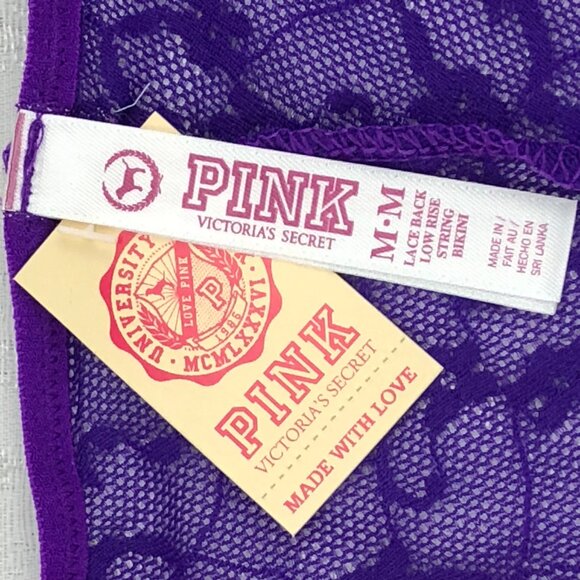 PINK
VICTORIA'S SECRET
M·M
LACE BACK
LOW RISE
STRING
BIKINI
MADE IN /
FAIT AU /
HECHO EN
SRI LANKA
UNIVERSITY
LOVE PINK
P
1986
MCMLXXXVI
PINK
VICTORIA'S SECRET
MADE WITH LOVE